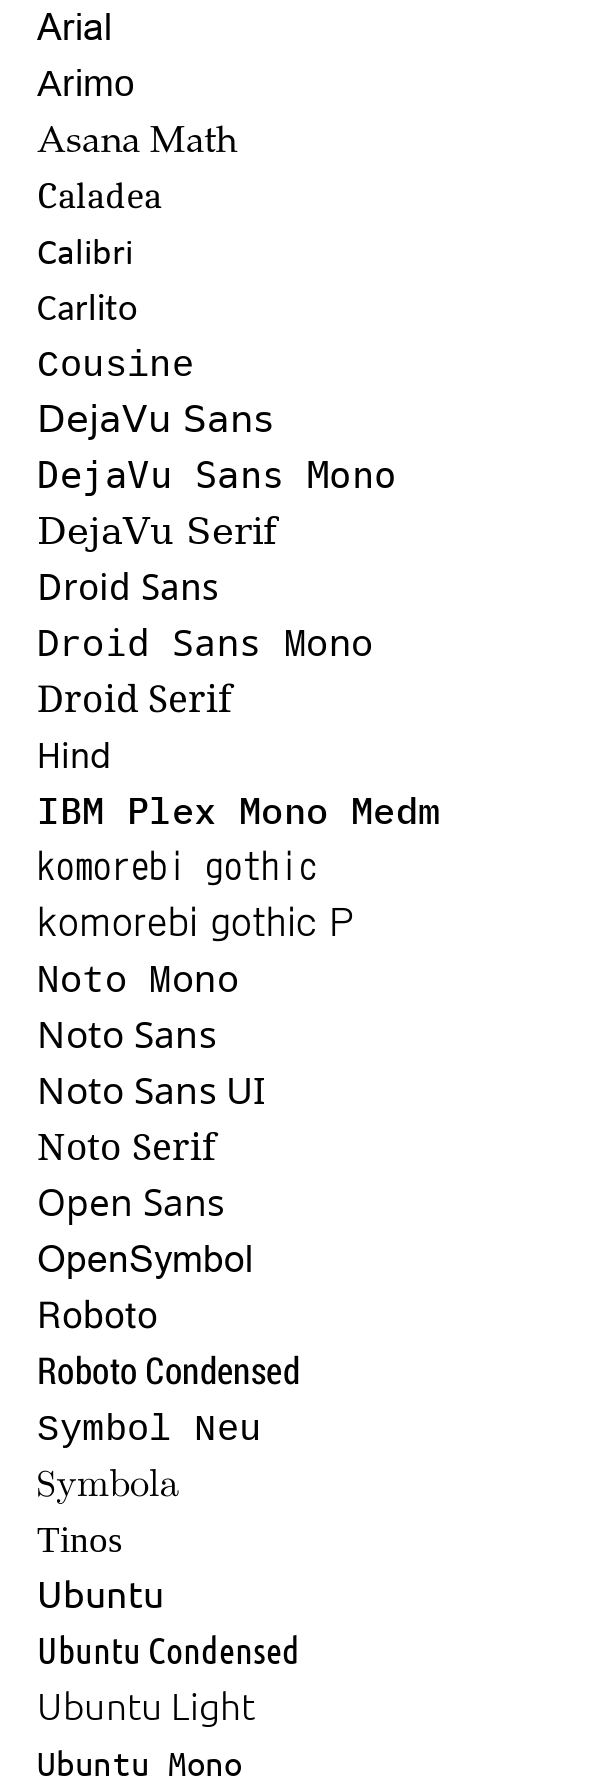 Arial
Arimo
Asana Math
Caladea
Calibri
Carlito
Cousine
DejaVu Sans
DejaVu Sans Mono
DejaVu Serif
Droid Sans
Droid Sans Mono
Droid Serif
Hind
IBM Plex Mono Medm
komorebi gothic
komorebi gothic P
Noto Mono
Noto Sans
Noto Sans UI
Noto Serif
Open Sans
OpenSymbol
Roboto
Roboto Condensed
Symbol Neu
Symbola
Tinos
Ubuntu
Ubuntu Condensed
Ubuntu Light
Ubuntu Mono